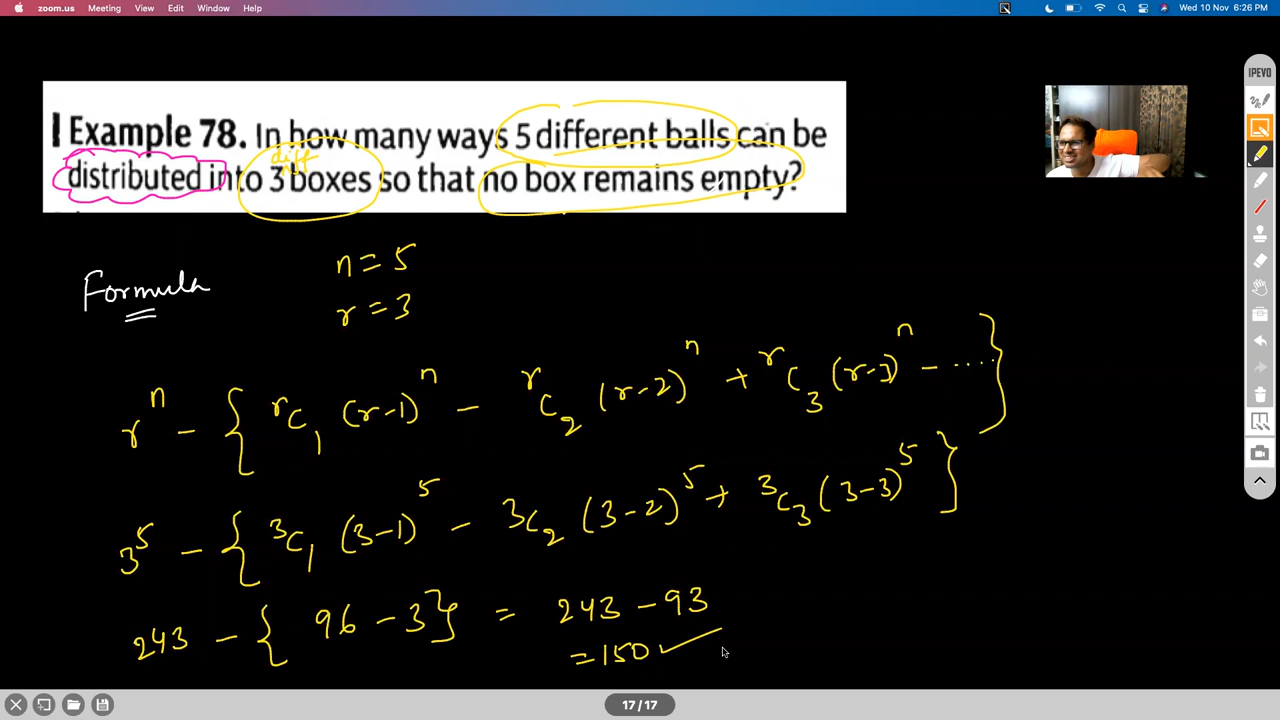 zoom.us Meeting View Edit Window Help Wed 10 Nov 6:26 PM
IPEVO
Example 78. In how many ways 5 different balls can be
diff
distributed into 3 boxes so that no box remains empty?
Formula
n = 5
r = 3
rⁿ - { ʳC₁ (r-1)ⁿ - ʳC₂ (r-2)ⁿ + ʳC₃ (r-3)ⁿ - ..... }
3⁵ - { ³C₁ (3-1)⁵ - ³C₂ (3-2)⁵ + ³C₃ (3-3)⁵ }
243 - { 96 - 3 } = 243 - 93
= 150
17 / 17